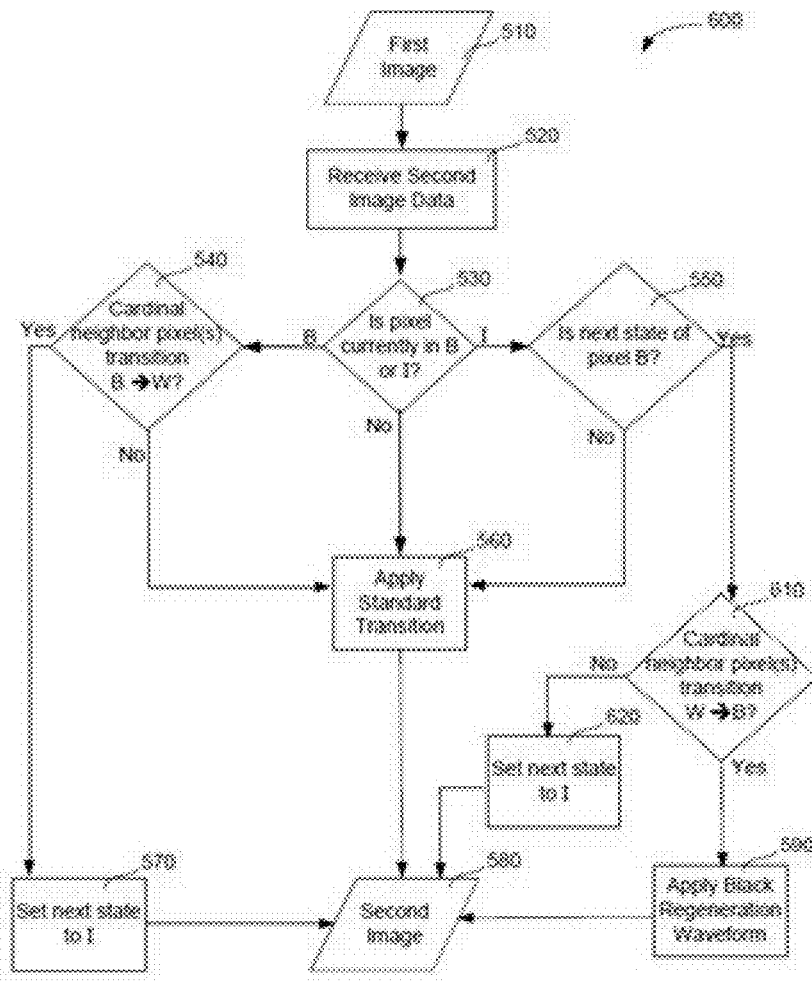 600
First
Image
510
Receive Second
Image Data
520
Cardinal
neighbor pixel(s)
transition
B ➔W?
540
Is pixel
currently in B
or I?
530
Is next state of
pixel B?
550
Yes
B
I
Yes
No
No
No
Apply
Standard
Transition
560
Cardinal
neighbor pixel(s)
transition
W ➔B?
610
No
Set next state
to I
620
Yes
Set next state
to I
570
Second
Image
580
Apply Black
Regeneration
Waveform
590